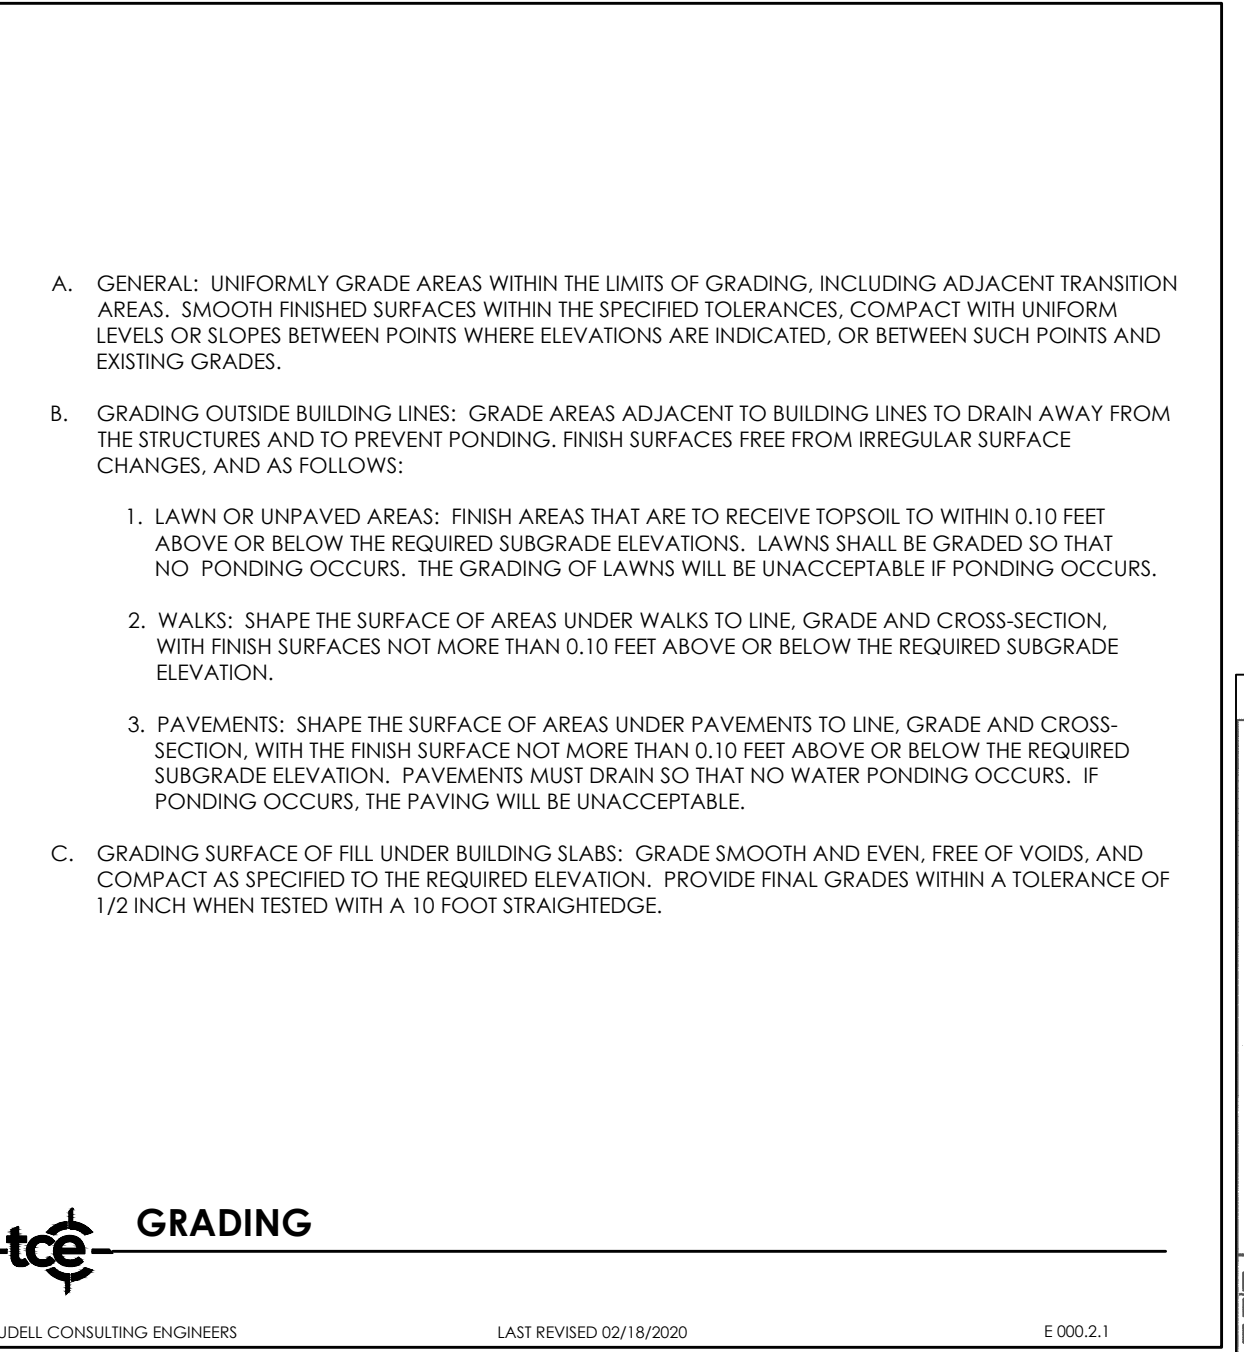 A. GENERAL: UNIFORMLY GRADE AREAS WITHIN THE LIMITS OF GRADING, INCLUDING ADJACENT TRANSITION
AREAS. SMOOTH FINISHED SURFACES WITHIN THE SPECIFIED TOLERANCES, COMPACT WITH UNIFORM
LEVELS OR SLOPES BETWEEN POINTS WHERE ELEVATIONS ARE INDICATED, OR BETWEEN SUCH POINTS AND
EXISTING GRADES.
B. GRADING OUTSIDE BUILDING LINES: GRADE AREAS ADJACENT TO BUILDING LINES TO DRAIN AWAY FROM
THE STRUCTURES AND TO PREVENT PONDING. FINISH SURFACES FREE FROM IRREGULAR SURFACE
CHANGES, AND AS FOLLOWS:
1. LAWN OR UNPAVED AREAS: FINISH AREAS THAT ARE TO RECEIVE TOPSOIL TO WITHIN 0.10 FEET
ABOVE OR BELOW THE REQUIRED SUBGRADE ELEVATIONS. LAWNS SHALL BE GRADED SO THAT
NO PONDING OCCURS. THE GRADING OF LAWNS WILL BE UNACCEPTABLE IF PONDING OCCURS.
2. WALKS: SHAPE THE SURFACE OF AREAS UNDER WALKS TO LINE, GRADE AND CROSS-SECTION,
WITH FINISH SURFACES NOT MORE THAN 0.10 FEET ABOVE OR BELOW THE REQUIRED SUBGRADE
ELEVATION.
3. PAVEMENTS: SHAPE THE SURFACE OF AREAS UNDER PAVEMENTS TO LINE, GRADE AND CROSS-
SECTION, WITH THE FINISH SURFACE NOT MORE THAN 0.10 FEET ABOVE OR BELOW THE REQUIRED
SUBGRADE ELEVATION. PAVEMENTS MUST DRAIN SO THAT NO WATER PONDING OCCURS. IF
PONDING OCCURS, THE PAVING WILL BE UNACCEPTABLE.
C. GRADING SURFACE OF FILL UNDER BUILDING SLABS: GRADE SMOOTH AND EVEN, FREE OF VOIDS, AND
COMPACT AS SPECIFIED TO THE REQUIRED ELEVATION. PROVIDE FINAL GRADES WITHIN A TOLERANCE OF
1/2 INCH WHEN TESTED WITH A 10 FOOT STRAIGHTEDGE.
GRADING
tce
UDELL CONSULTING ENGINEERS LAST REVISED 02/18/2020 E 000.2.1